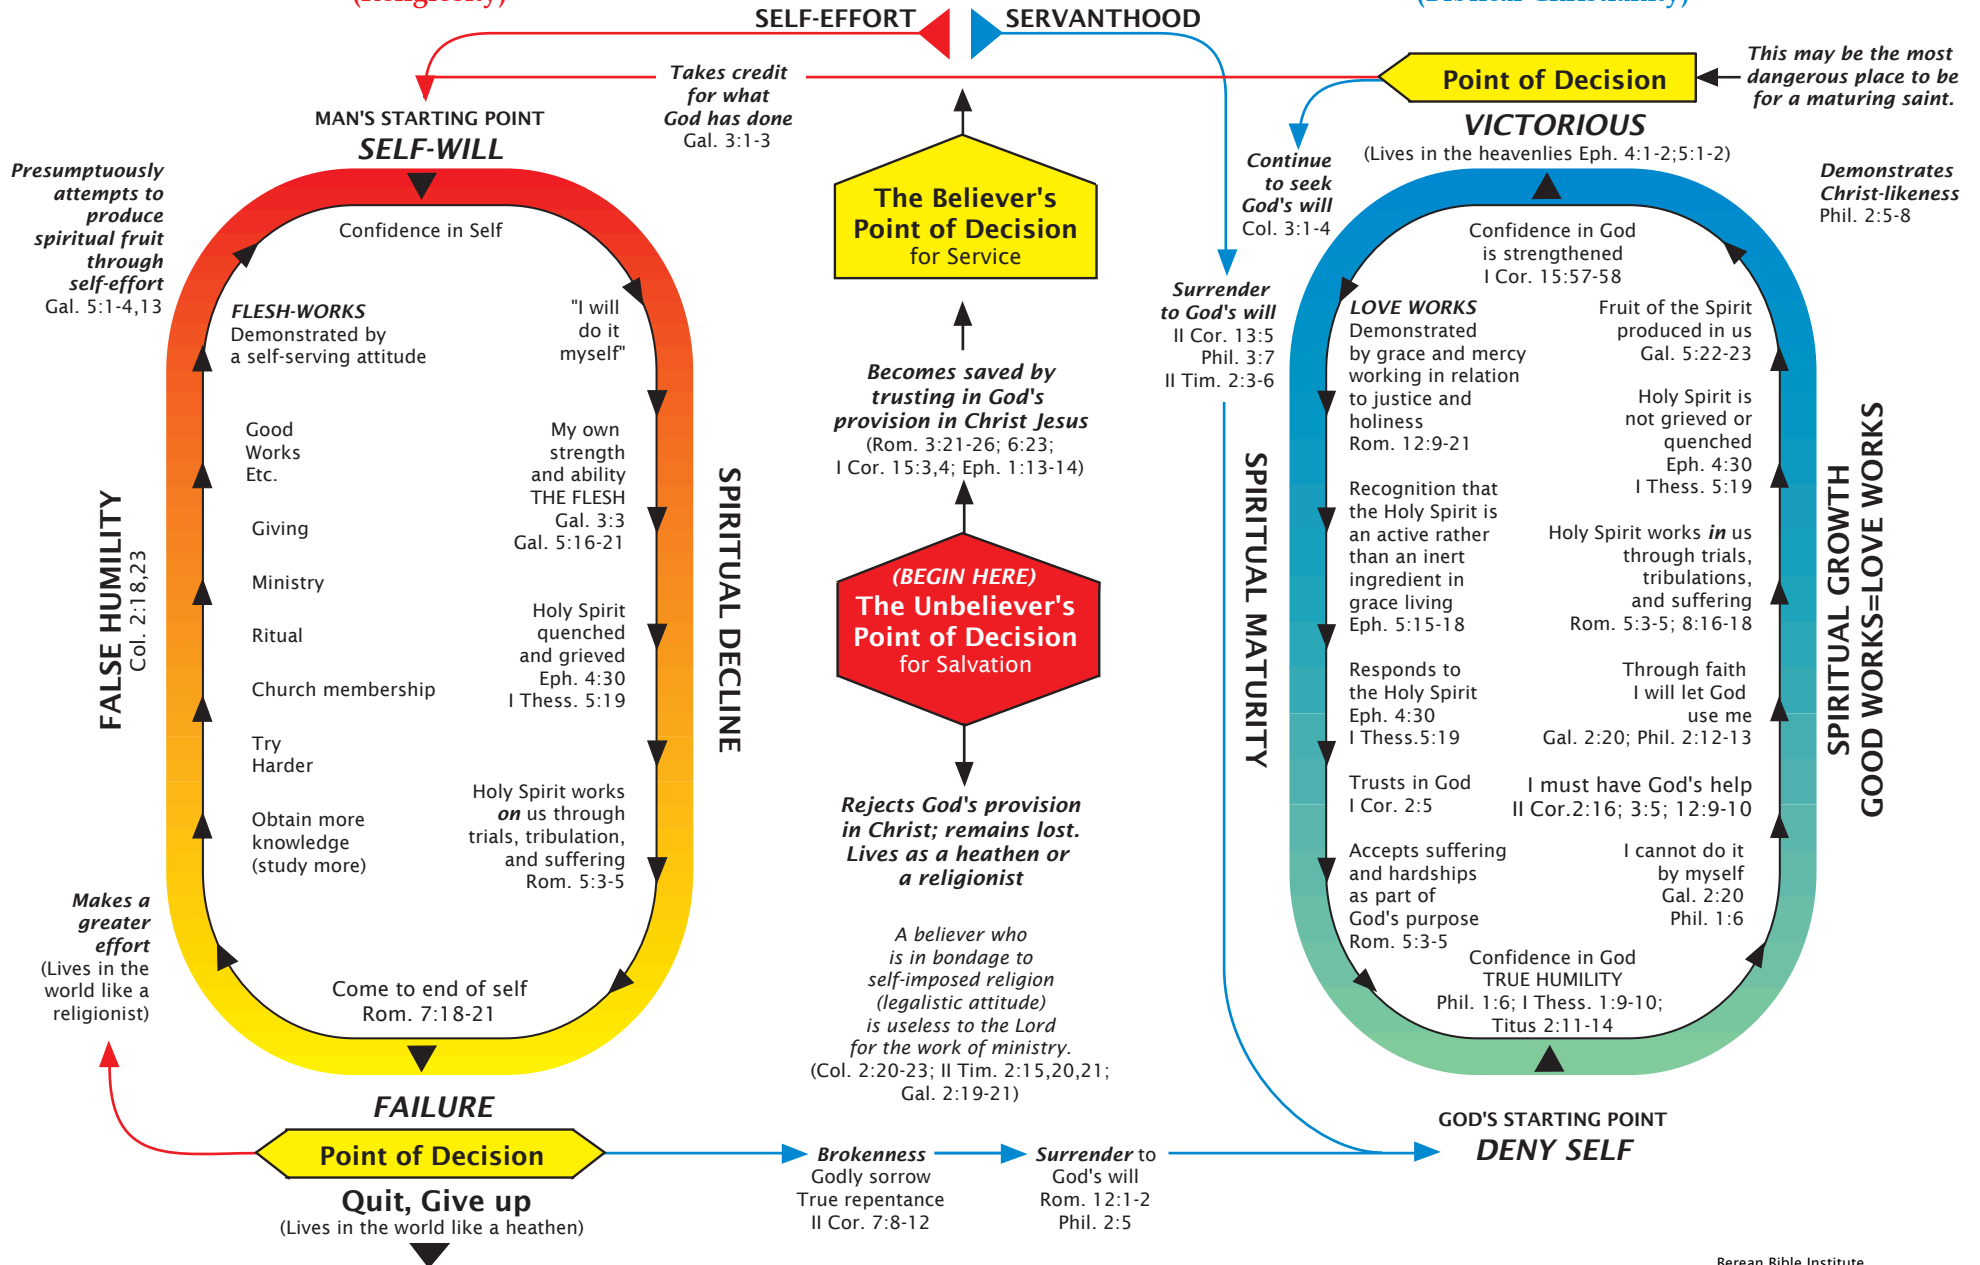 (Religiosity)
(Biblical Christianity)
SELF-EFFORT
SERVANTHOOD
Takes credit
for what
God has done
Gal. 3:1-3
Point of Decision
This may be the most
dangerous place to be
for a maturing saint.
MAN'S STARTING POINT
SELF-WILL
VICTORIOUS
(Lives in the heavenlies Eph. 4:1-2;5:1-2)
Presumptuously
attempts to
produce
spiritual fruit
through
self-effort
Gal. 5:1-4,13
Confidence in Self
FLESH-WORKS
Demonstrated by
a self-serving attitude
"I will
do it
myself"
Good
Works
Etc.
My own
strength
and ability
THE FLESH
Gal. 3:3
Gal. 5:16-21
Giving
Ministry
Ritual
Holy Spirit
quenched
and grieved
Eph. 4:30
I Thess. 5:19
Church membership
Try
Harder
Holy Spirit works
on us through
trials, tribulation,
and suffering
Rom. 5:3-5
Obtain more
knowledge
(study more)
Come to end of self
Rom. 7:18-21
FALSE HUMILITY
Col. 2:18,23
SPIRITUAL DECLINE
Makes a
greater
effort
(Lives in the
world like a
religionist)
FAILURE
Point of Decision
Quit, Give up
(Lives in the world like a heathen)
The Believer's
Point of Decision
for Service
Becomes saved by
trusting in God's
provision in Christ Jesus
(Rom. 3:21-26; 6:23;
I Cor. 15:3,4; Eph. 1:13-14)
(BEGIN HERE)
The Unbeliever's
Point of Decision
for Salvation
Rejects God's provision
in Christ; remains lost.
Lives as a heathen or
a religionist
A believer who
is in bondage to
self-imposed religion
(legalistic attitude)
is useless to the Lord
for the work of ministry.
(Col. 2:20-23; II Tim. 2:15,20,21;
Gal. 2:19-21)
Brokenness
Godly sorrow
True repentance
II Cor. 7:8-12
Surrender to
God's will
Rom. 12:1-2
Phil. 2:5
Continue
to seek
God's will
Col. 3:1-4
Surrender
to God's will
II Cor. 13:5
Phil. 3:7
II Tim. 2:3-6
SPIRITUAL MATURITY
Demonstrates
Christ-likeness
Phil. 2:5-8
Confidence in God
is strengthened
I Cor. 15:57-58
LOVE WORKS
Demonstrated
by grace and mercy
working in relation
to justice and
holiness
Rom. 12:9-21
Fruit of the Spirit
produced in us
Gal. 5:22-23
Holy Spirit is
not grieved or
quenched
Eph. 4:30
I Thess. 5:19
Recognition that
the Holy Spirit is
an active rather
than an inert
ingredient in
grace living
Eph. 5:15-18
Holy Spirit works in us
through trials,
tribulations,
and suffering
Rom. 5:3-5; 8:16-18
Responds to
the Holy Spirit
Eph. 4:30
I Thess.5:19
Through faith
I will let God
use me
Gal. 2:20; Phil. 2:12-13
Trusts in God
I Cor. 2:5
I must have God's help
II Cor.2:16; 3:5; 12:9-10
Accepts suffering
and hardships
as part of
God's purpose
Rom. 5:3-5
I cannot do it
by myself
Gal. 2:20
Phil. 1:6
Confidence in God
TRUE HUMILITY
Phil. 1:6; I Thess. 1:9-10;
Titus 2:11-14
SPIRITUAL GROWTH
GOOD WORKS=LOVE WORKS
GOD'S STARTING POINT
DENY SELF
Berean Bible Institute